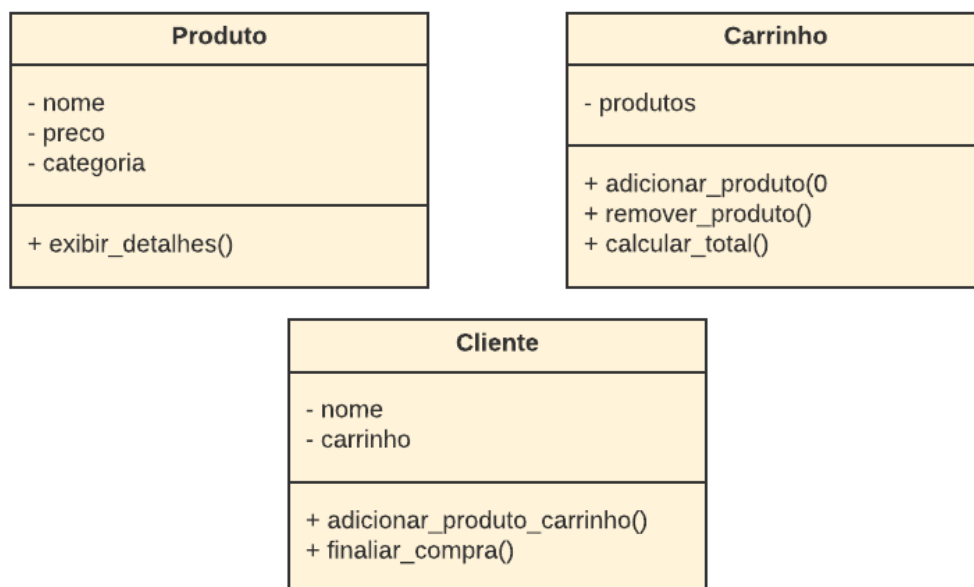 Produto
- nome
- preco
- categoria
+ exibir_detalhes()
Carrinho
- produtos
+ adicionar_produto(0
+ remover_produto()
+ calcular_total()
Cliente
- nome
- carrinho
+ adicionar_produto_carrinho()
+ finaliar_compra()